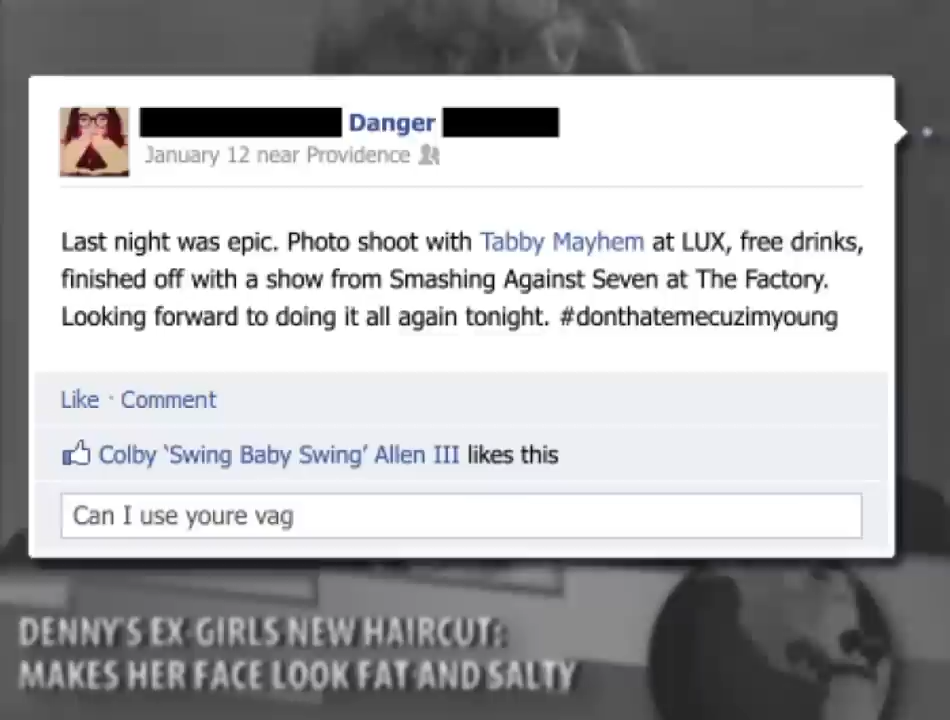 Danger
January 12 near Providence
Last night was epic. Photo shoot with Tabby Mayhem at LUX, free drinks,
finished off with a show from Smashing Against Seven at The Factory.
Looking forward to doing it all again tonight. #donthatemecuzimyoung
Like · Comment
Colby ‘Swing Baby Swing’ Allen III likes this
Can I use youre vag
DENNY'S EX-GIRLS NEW HAIRCUT:
MAKES HER FACE LOOK FAT AND SALTY